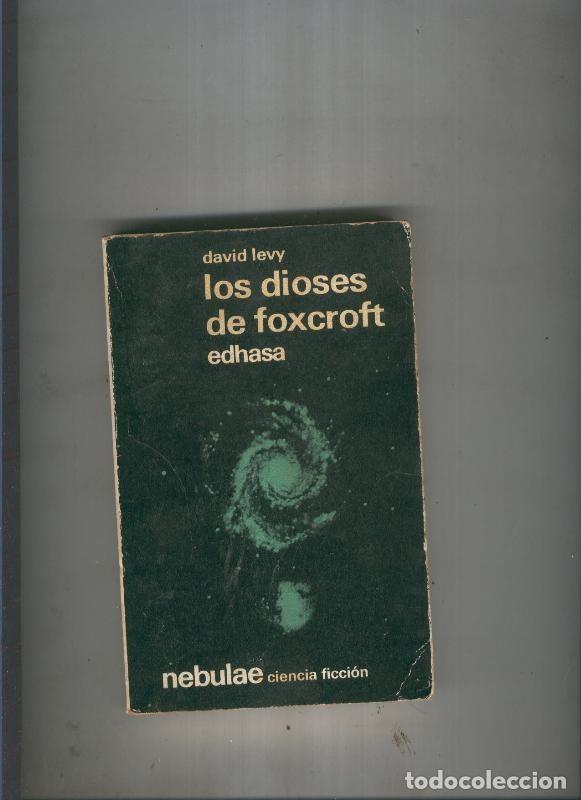 david levy
los dioses
de foxcroft
edhasa
nebulae ciencia ficción
todocoleccion